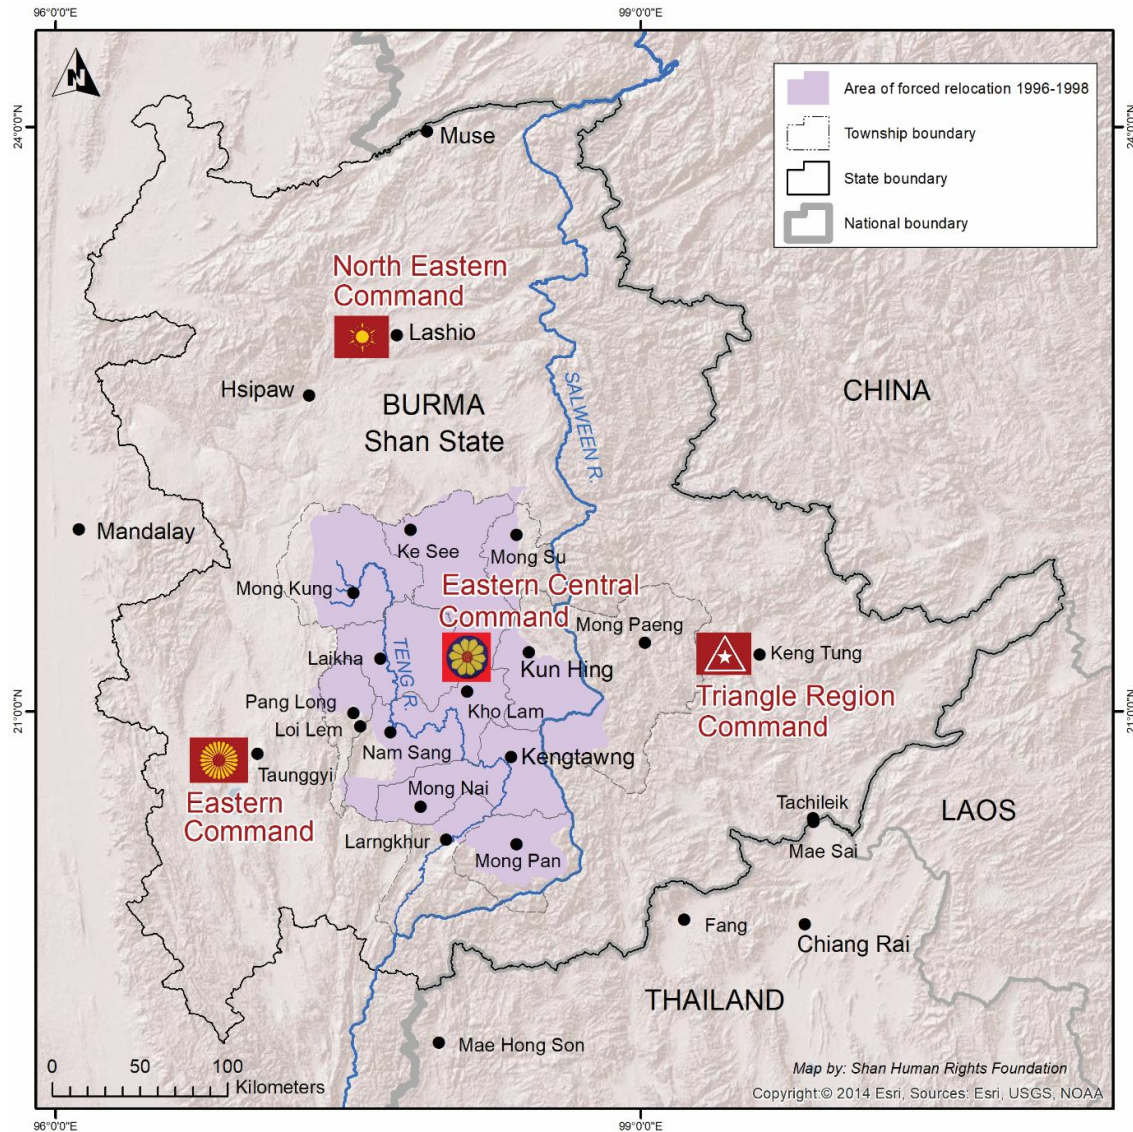 96°0'0"E
99°0'0"E
N
Area of forced relocation 1996-1998
Township boundary
State boundary
National boundary
24°0'0"N
24°0'0"N
Muse
North Eastern
Command
Lashio
Hsipaw
BURMA
Shan State
SALWEEN R.
CHINA
Mandalay
Ke See
Mong Su
Mong Kung
Eastern Central
Command
Mong Paeng
Laikha
TENG R
Kun Hing
Keng Tung
Triangle Region
Command
Pang Long
Kho Lam
21°0'0"N
21°0'0"N
Loi Lem
Nam Sang
Kengtawng
Taunggyi
Eastern
Command
Mong Nai
Tachileik
LAOS
Larngkhur
Mong Pan
Mae Sai
Fang
Chiang Rai
THAILAND
Mae Hong Son
0 50 100
Kilometers
Map by: Shan Human Rights Foundation
Copyright:© 2014 Esri, Sources: Esri, USGS, NOAA
96°0'0"E
99°0'0"E